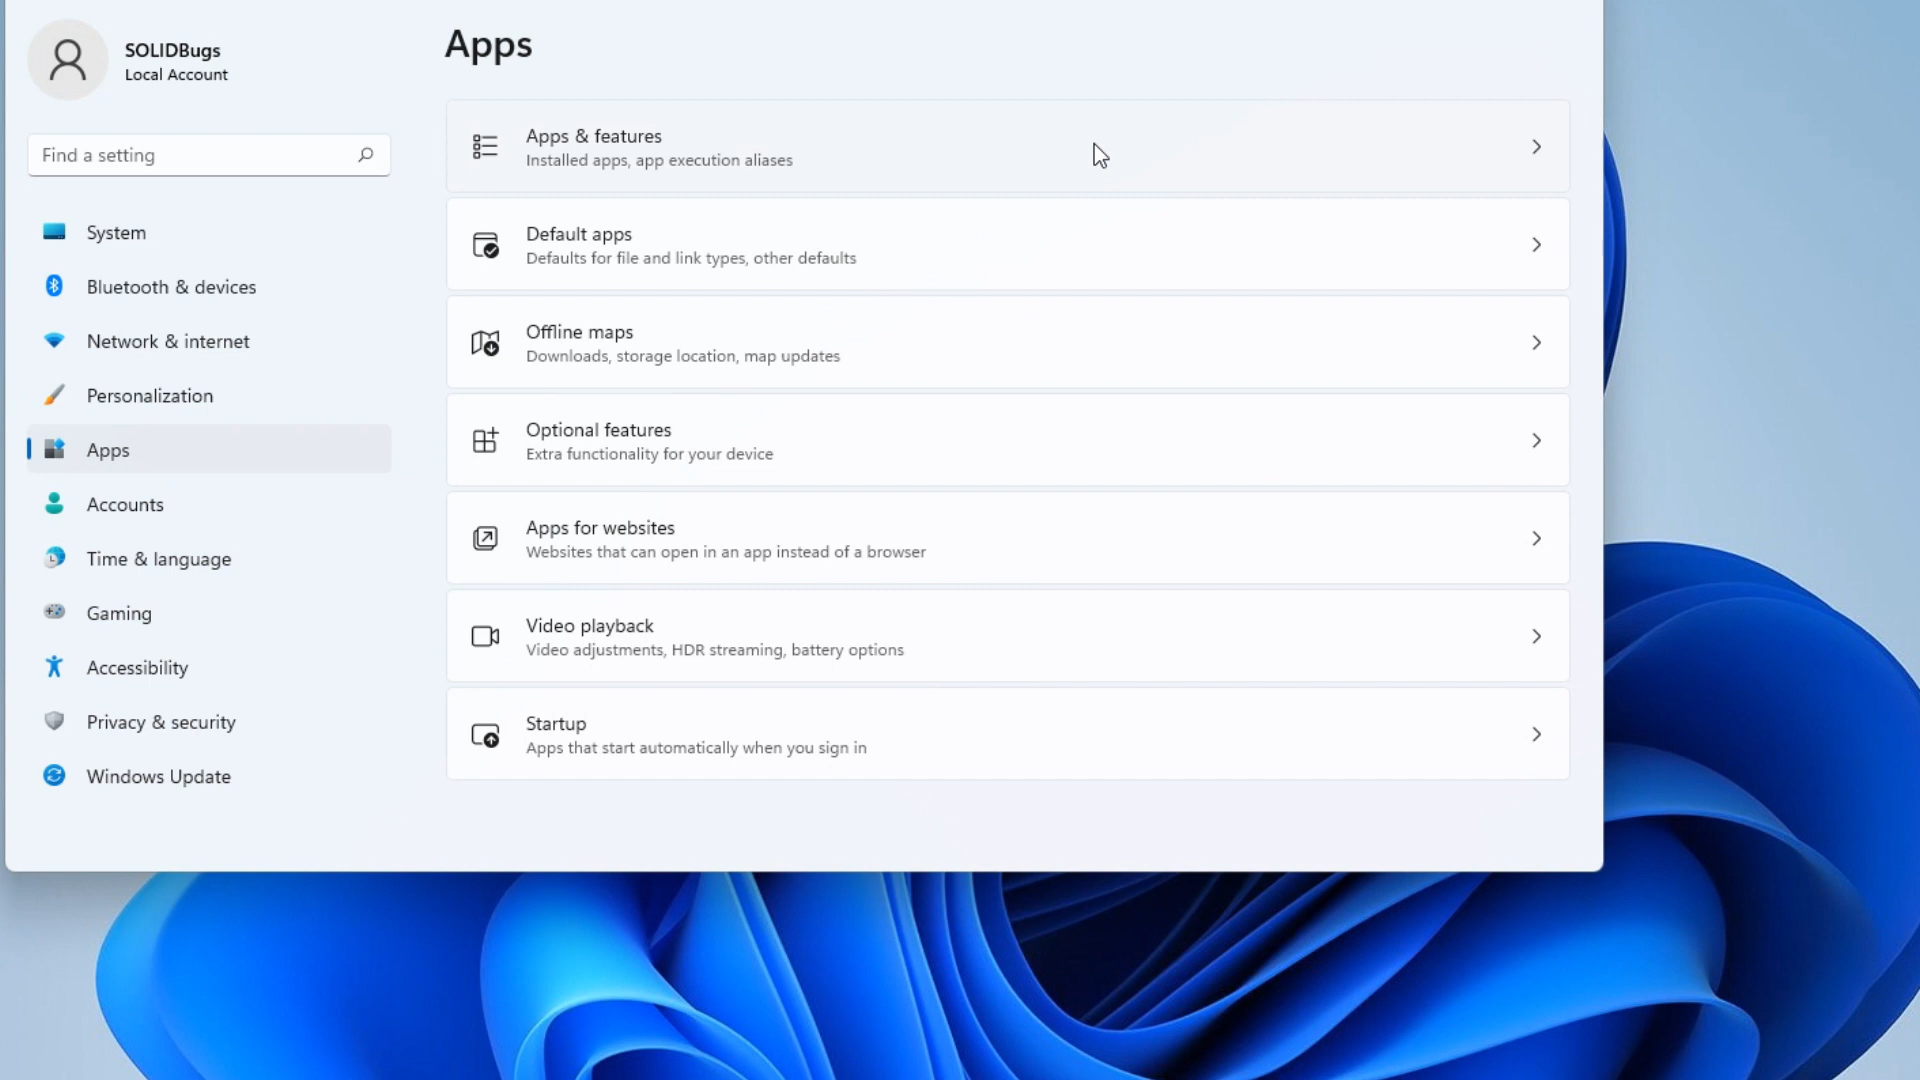 SOLIDBugs
Local Account
Find a setting
System
Bluetooth & devices
Network & internet
Personalization
Apps
Accounts
Time & language
Gaming
Accessibility
Privacy & security
Windows Update
Apps
Apps & features
Installed apps, app execution aliases
Default apps
Defaults for file and link types, other defaults
Offline maps
Downloads, storage location, map updates
Optional features
Extra functionality for your device
Apps for websites
Websites that can open in an app instead of a browser
Video playback
Video adjustments, HDR streaming, battery options
Startup
Apps that start automatically when you sign in